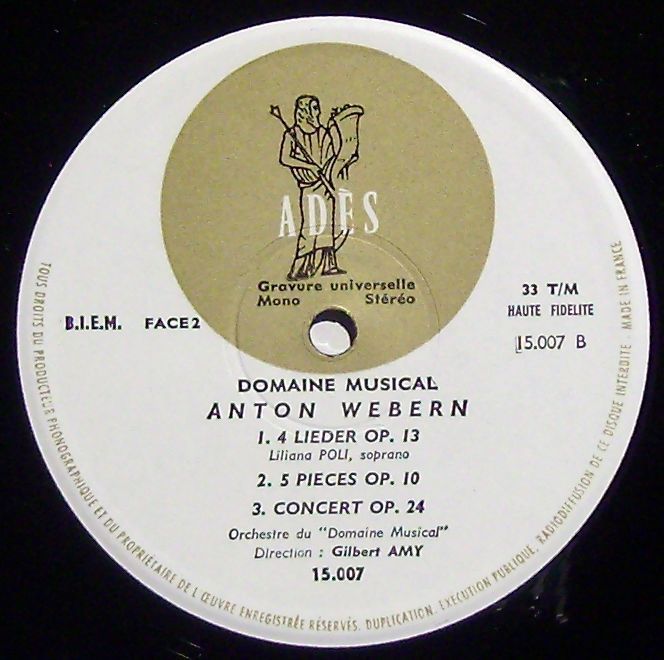 ADÈS
Gravure universelle
Mono Stéréo
B.I.E.M. FACE 2
33 T/M
HAUTE FIDELITE
15.007 B
DOMAINE MUSICAL
ANTON WEBERN
1. 4 LIEDER OP. 13
Liliana POLI, soprano
2. 5 PIECES OP. 10
3. CONCERT OP. 24
Orchestre du "Domaine Musical"
Direction : Gilbert AMY
15.007
TOUS DROITS DU PRODUCTEUR PHONOGRAPHIQUE ET DU PROPRIÉTAIRE DE L'ŒUVRE ENREGISTRÉE RÉSERVÉS. DUPLICATION. EXECUTION PUBLIQUE, RADIODIFFUSION DE CE DISQUE INTERDITE - MADE IN FRANCE